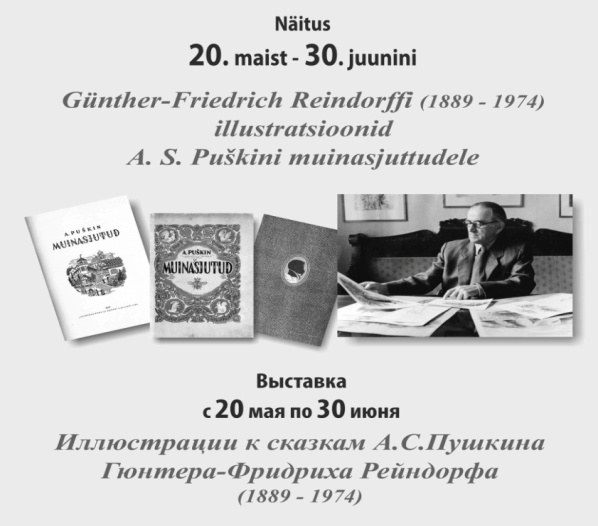 Näitus
20. maist - 30. juunini
Günther-Friedrich Reindorffi (1889 - 1974)
illustratsioonid
A. S. Puškini muinasjuttudele
A. PUŠKIN
MUINASJUTUD
A. PUŠKIN
MUINASJUTUD
Выставка
с 20 мая по 30 июня
Иллюстрации к сказкам А.С.Пушкина
Гюнтера-Фридриха Рейндорфа
(1889 - 1974)